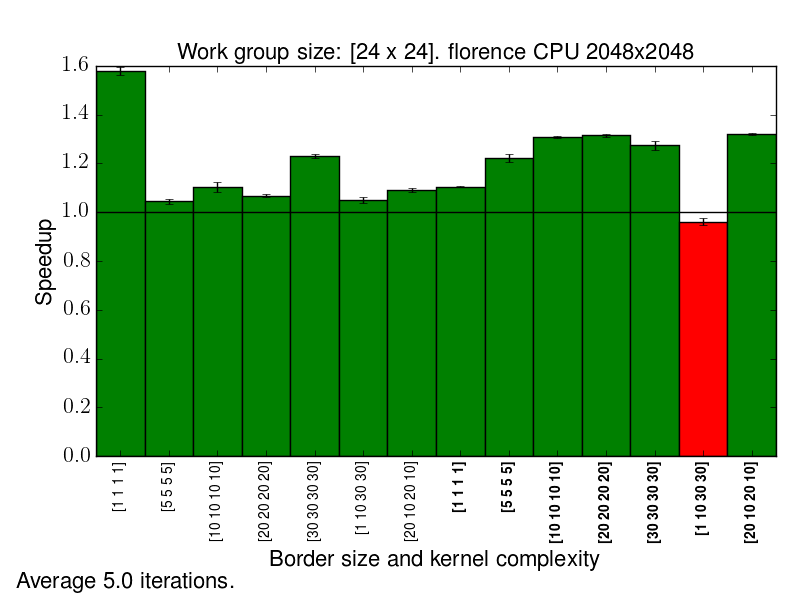 Work group size: [24 x 24]. florence CPU 2048x2048
1.6
1.4
1.2
1.0
0.8
0.6
0.4
0.2
0.0
Speedup
[1 1 1 1]
[5 5 5 5]
[10 10 10 10]
[20 20 20 20]
[30 30 30 30]
[1 10 30 30]
[20 10 20 10]
[1 1 1 1]
[5 5 5 5]
[10 10 10 10]
[20 20 20 20]
[30 30 30 30]
[1 10 30 30]
[20 10 20 10]
Border size and kernel complexity
Average 5.0 iterations.